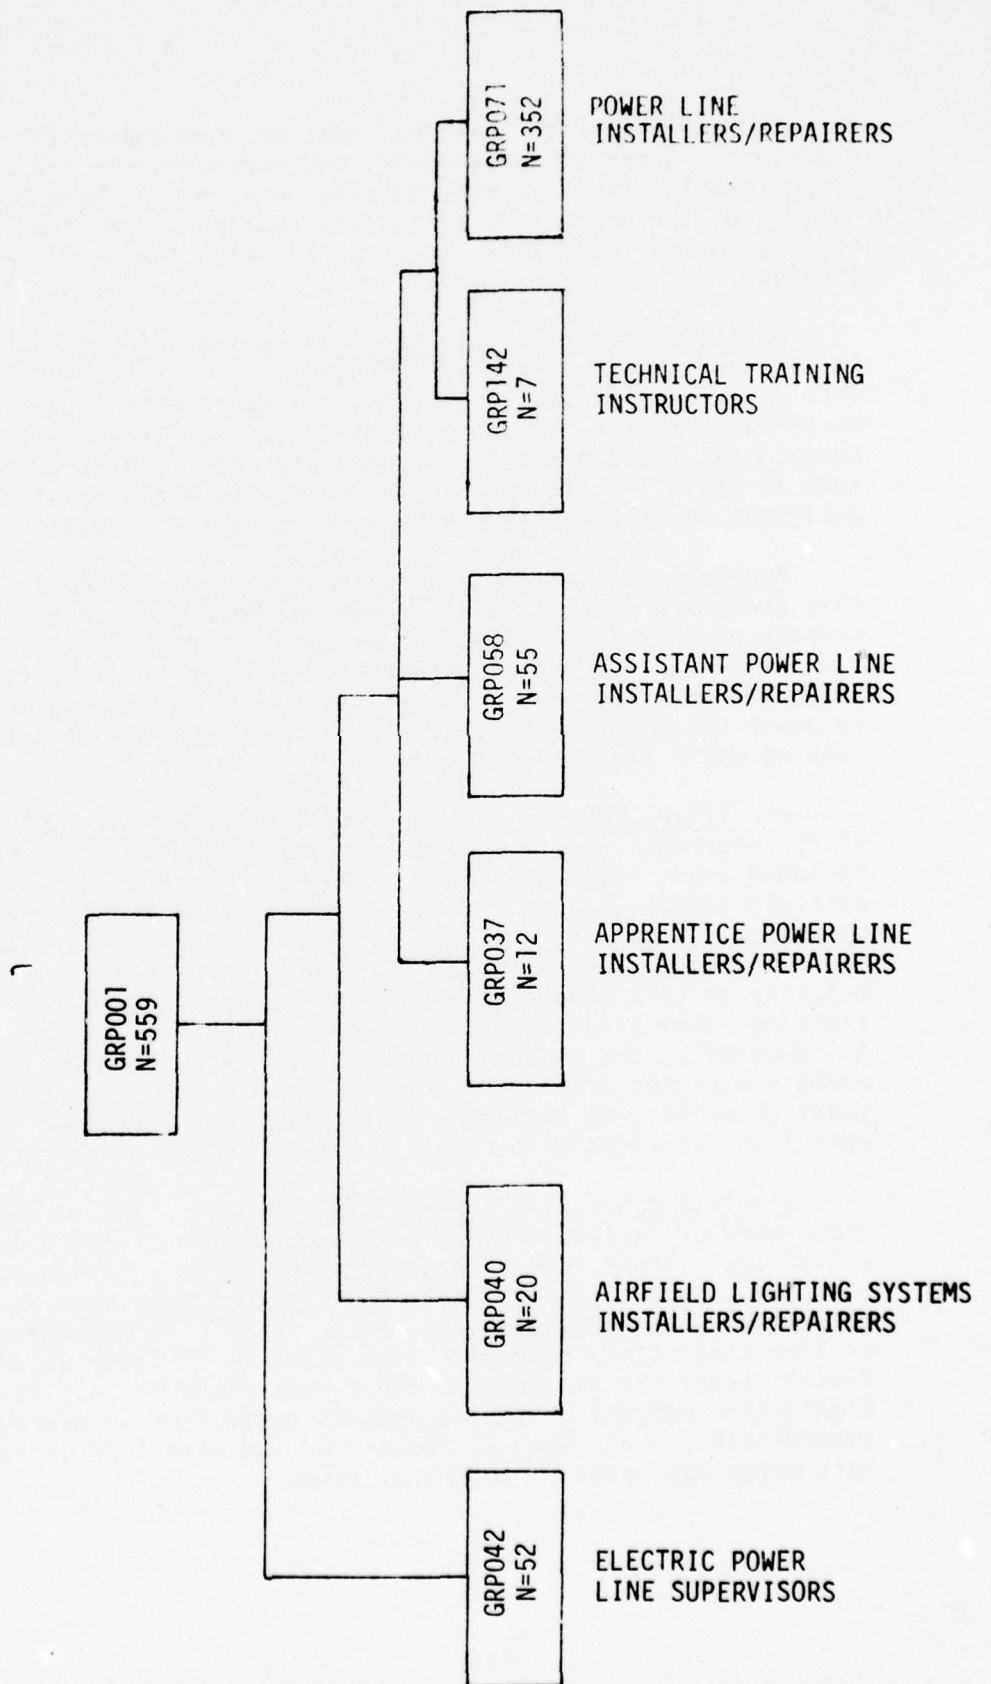 GRP001
N=559
GRP071
N=352
POWER LINE
INSTALLERS/REPAIRERS
GRP142
N=7
TECHNICAL TRAINING
INSTRUCTORS
GRP058
N=55
ASSISTANT POWER LINE
INSTALLERS/REPAIRERS
GRP037
N=12
APPRENTICE POWER LINE
INSTALLERS/REPAIRERS
GRP040
N=20
AIRFIELD LIGHTING SYSTEMS
INSTALLERS/REPAIRERS
GRP042
N=52
ELECTRIC POWER
LINE SUPERVISORS